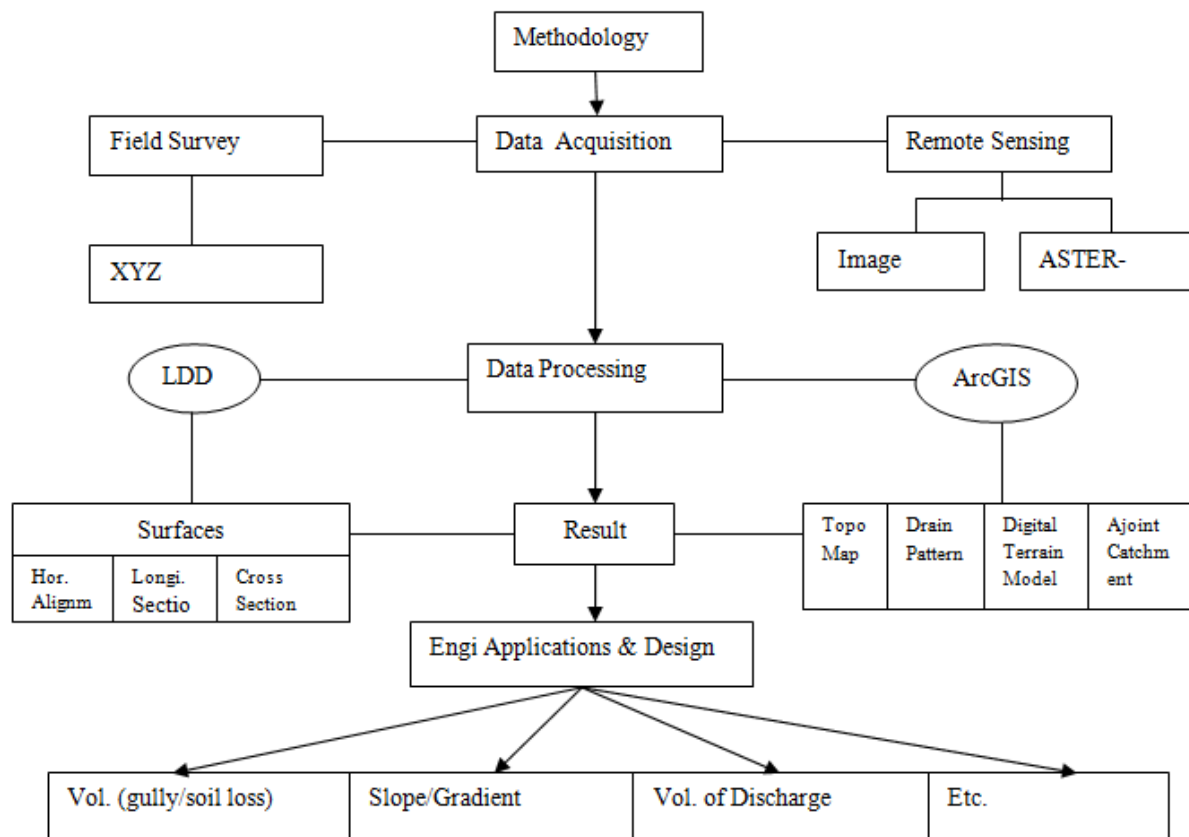 Methodology
Field Survey
Data Acquisition
Remote Sensing
XYZ
Image
ASTER-
LDD
Data Processing
ArcGIS
Surfaces
Hor.
Alignm
Longi.
Sectio
Cross
Section
Result
Topo
Map
Drain
Pattern
Digital
Terrain
Model
Ajoint
Catchm
ent
Engi Applications & Design
Vol. (gully/soil loss)
Slope/Gradient
Vol. of Discharge
Etc.